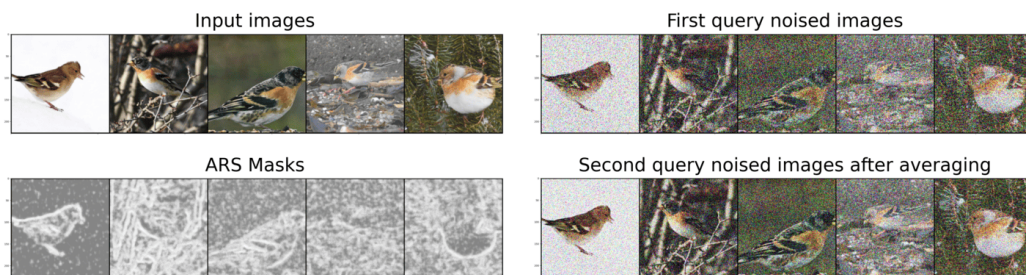 Input images
First query noised images
ARS Masks
Second query noised images after averaging